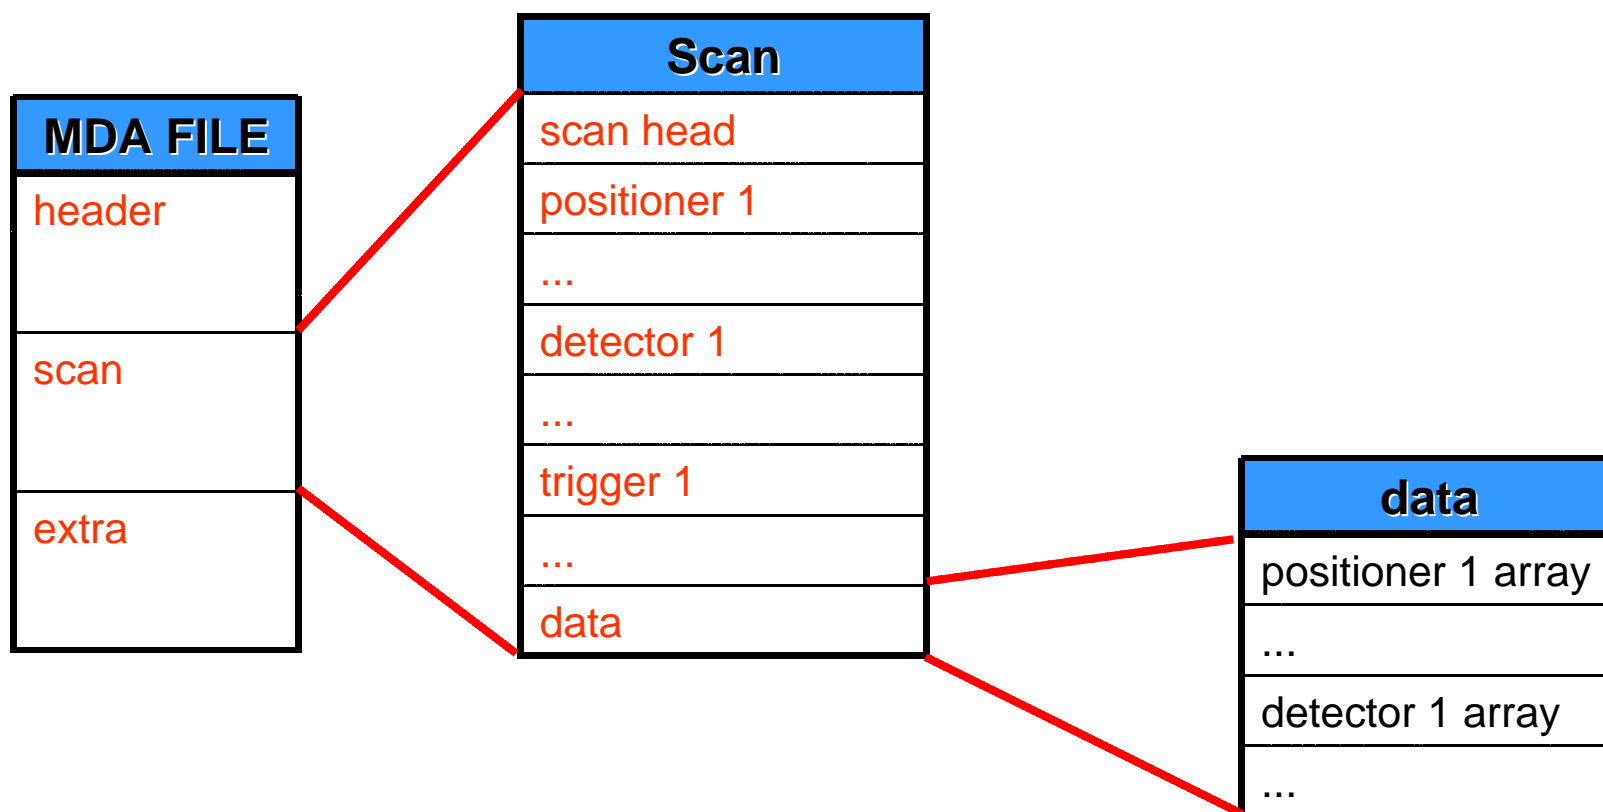 MDA FILE
header
scan
extra
Scan
scan head
positioner 1
...
detector 1
...
trigger 1
...
data
data
positioner 1 array
...
detector 1 array
...